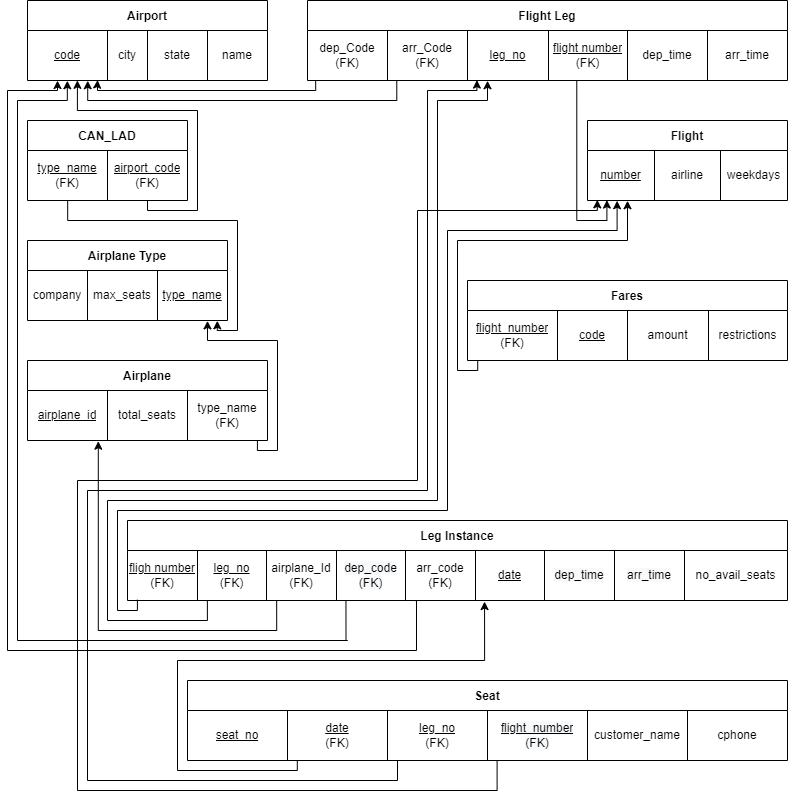 Airport
code city state name
Flight Leg
dep_Code (FK) arr_Code (FK) leg_no flight number (FK) dep_time arr_time
CAN_LAD
type_name (FK) airport_code (FK)
Flight
number airline weekdays
Airplane Type
company max_seats type_name
Fares
flight_number (FK) code amount restrictions
Airplane
airplane_id total_seats type_name (FK)
Leg Instance
fligh number (FK) leg_no (FK) airplane_Id (FK) dep_code (FK) arr_code (FK) date dep_time arr_time no_avail_seats
Seat
seat_no date (FK) leg_no (FK) flight_number (FK) customer_name cphone